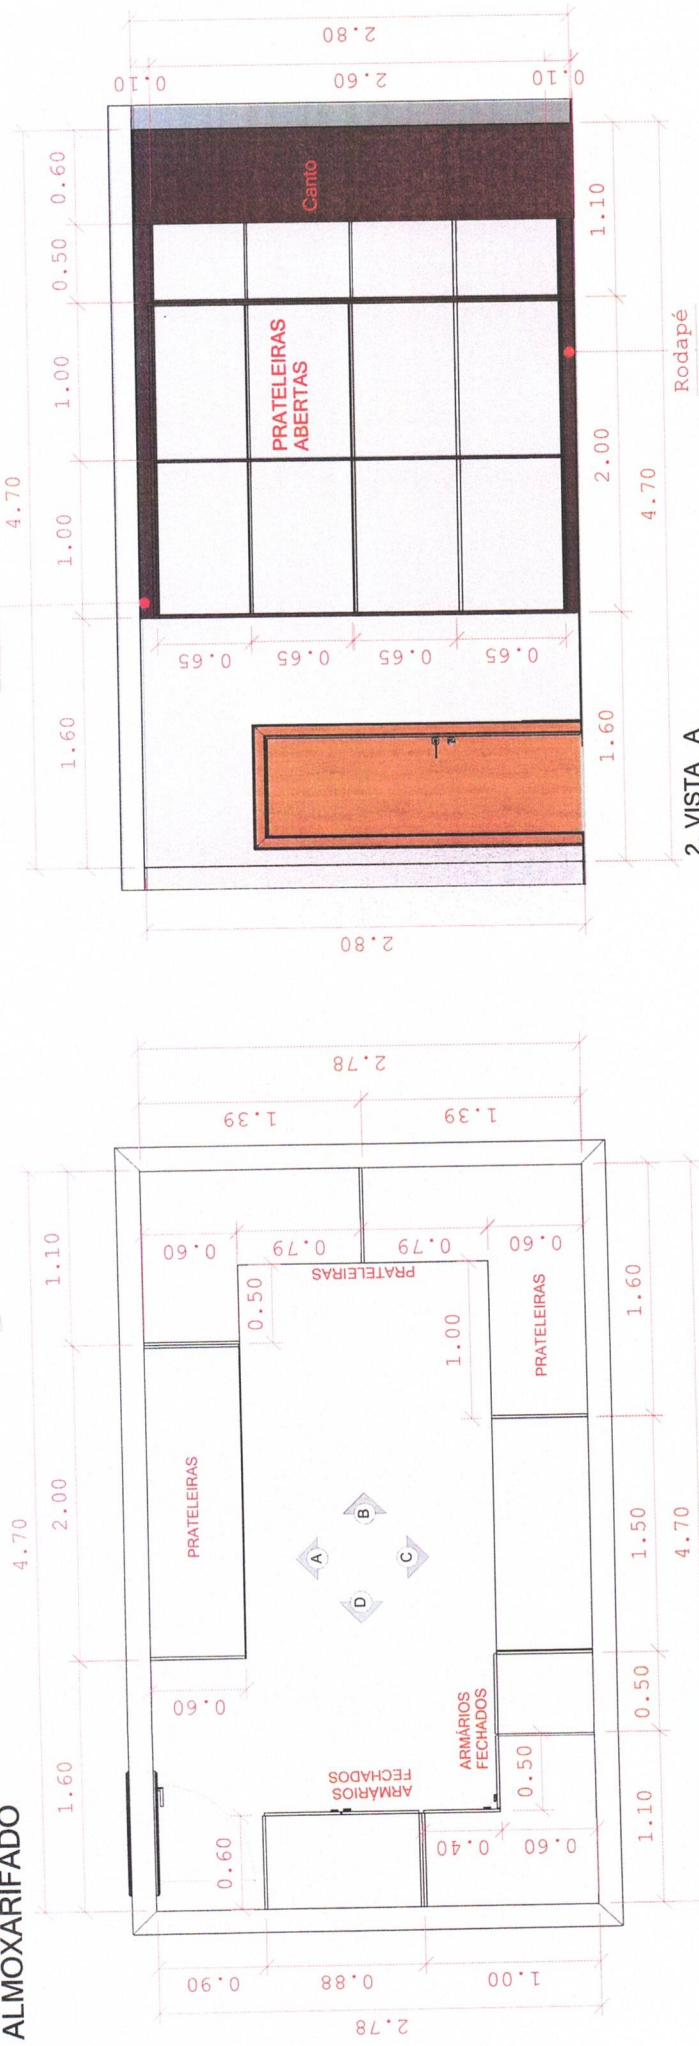 ALMOXARIFADO
4.70
1.60
2.00
1.10
0.60
PRATELEIRAS
0.60
0.50
0.60
0.79
0.79
0.60
PRATELEIRAS
1.00
PRATELEIRAS
A
B
C
D
ARMÁRIOS
FECHADOS
ARMÁRIOS
FECHADOS
0.60
0.40
0.50
0.90
0.88
1.00
2.78
1.39
1.39
2.78
1.10
0.50
1.50
1.60
4.70
4.70
1.60
1.00
1.00
0.50
0.60
2.80
0.65
0.65
0.65
0.65
PRATELEIRAS
ABERTAS
Canto
0.10
2.60
0.10
2.80
1.60
2.00
1.10
4.70
Rodapé
2 VISTA A